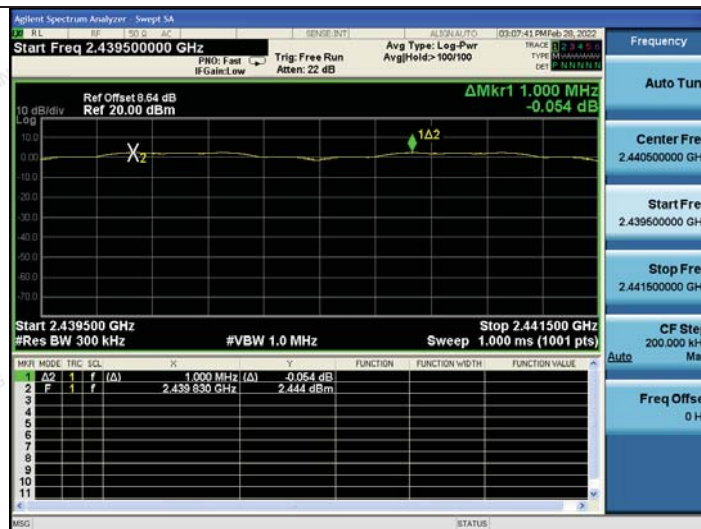 Agilent Spectrum Analyzer - Swept SA
RL RF 50 Ω AC SENSE:INT ALIGN AUTO 03:07:41 PM Feb 28, 2022
Start Freq 2.439500000 GHz
PNO: Fast
IFGain:Low
Trig: Free Run
Atten: 22 dB
Avg Type: Log-Pwr
Avg|Hold:> 100/100
TRACE 1 2 3 4 5 6
TYPE M
DET P N N N N N
Ref Offset 8.64 dB
Ref 20.00 dBm
ΔMkr1 1.000 MHz
-0.054 dB
10 dB/div
Log
10.0
0.00
-10.0
-20.0
-30.0
-40.0
-50.0
-60.0
-70.0
2
1Δ2
Start 2.439500 GHz Stop 2.441500 GHz
#Res BW 300 kHz #VBW 1.0 MHz Sweep 1.000 ms (1001 pts)
MKR MODE TRC SCL X Y FUNCTION FUNCTION WIDTH FUNCTION VALUE
1 Δ2 1 f (Δ) 1.000 MHz (Δ) -0.054 dB
2 F 1 f 2.439 830 GHz 2.444 dBm
3
4
5
6
7
8
9
10
11
MSG STATUS
Frequency
Auto Tun
Center Fre
2.440500000 GH
Start Fre
2.439500000 GH
Stop Fre
2.441500000 GH
CF Ste
200.000 kH
Auto Ma
Freq Offse
0 H